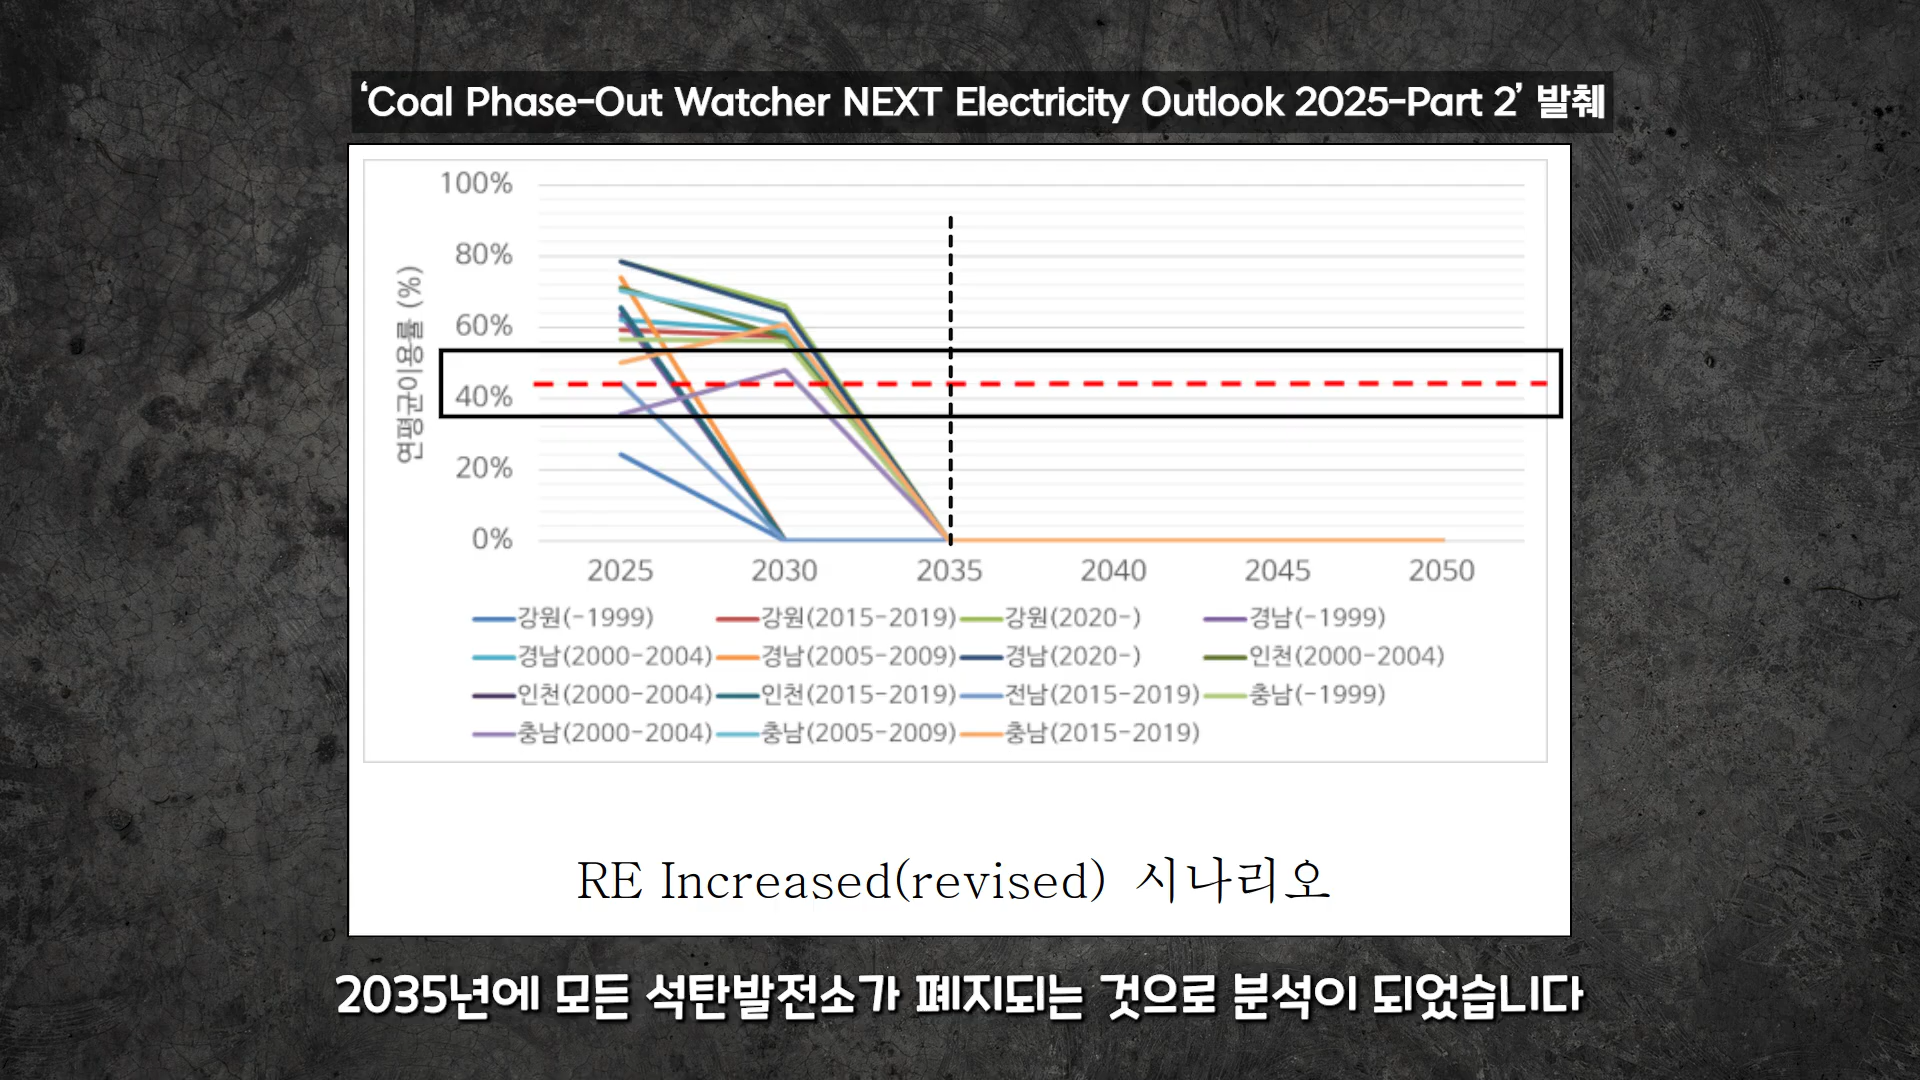 ‘Coal Phase-Out Watcher NEXT Electricity Outlook 2025-Part 2’ 발췌
100%
80%
60%
40%
20%
0%
연평균이용률 (%)
2025 2030 2035 2040 2045 2050
강원(-1999) 강원(2015-2019) 강원(2020-) 경남(-1999)
경남(2000-2004) 경남(2005-2009) 경남(2020-) 인천(2000-2004)
인천(2000-2004) 인천(2015-2019) 전남(2015-2019) 충남(-1999)
충남(2000-2004) 충남(2005-2009) 충남(2015-2019)
RE Increased(revised) 시나리오
2035년에 모든 석탄발전소가 폐지되는 것으로 분석이 되었습니다